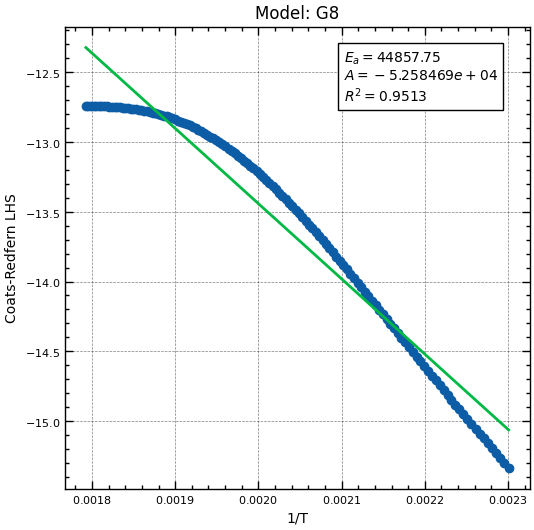 Model: G8
E_a = 44857.75
A = −5.258469e + 04
R² = 0.9513
−12.5
−13.0
−13.5
−14.0
−14.5
−15.0
Coats-Redfern LHS
0.0018 0.0019 0.0020 0.0021 0.0022 0.0023
1/T